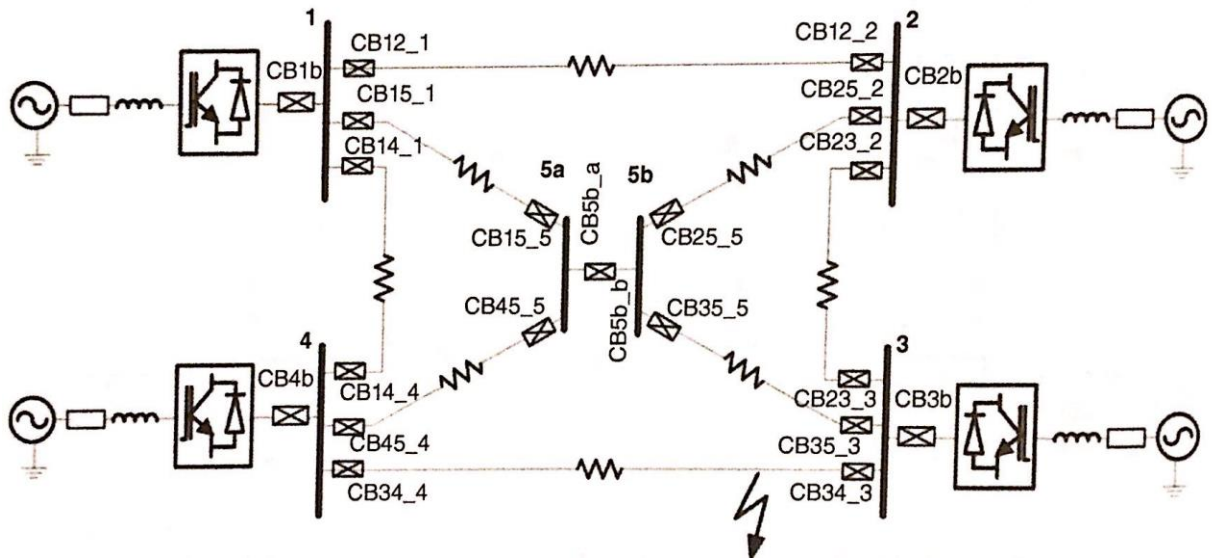 1
2
CB12_1
CB12_2
CB1b
CB2b
CB15_1
CB25_2
CB14_1
CB23_2
5a
CB5b_a
5b
CB15_5
CB25_5
CB45_5
CB5b_b
CB35_5
4
3
CB4b
CB14_4
CB23_3
CB3b
CB45_4
CB35_3
CB34_4
CB34_3